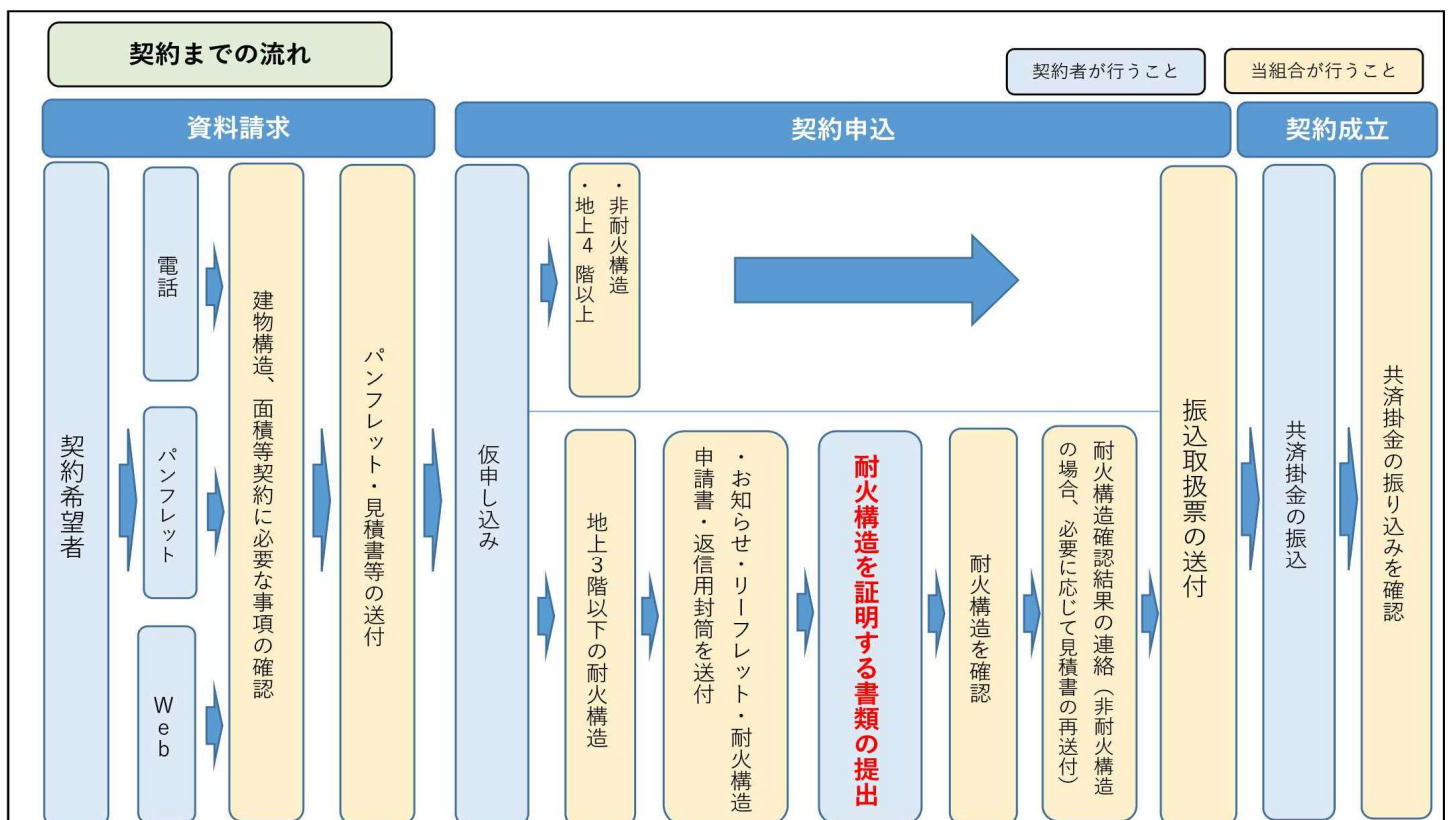 契約までの流れ
契約者が行うこと
当組合が行うこと
資料請求
契約申込
契約成立
契約希望者
電話
パンフレット
Web
建物構造、面積等契約に必要な事項の確認
パンフレット・見積書等の送付
仮申し込み
・非耐火構造
・地上4階以上
地上3階以下の耐火構造
・お知らせ・リーフレット・耐火構造
申請書・返信用封筒を送付
耐火構造を証明する書類の提出
耐火構造を確認
耐火構造確認結果の連絡（非耐火構造
の場合、必要に応じて見積書の再送付）
振込取扱票の送付
共済掛金の振込
共済掛金の振り込みを確認